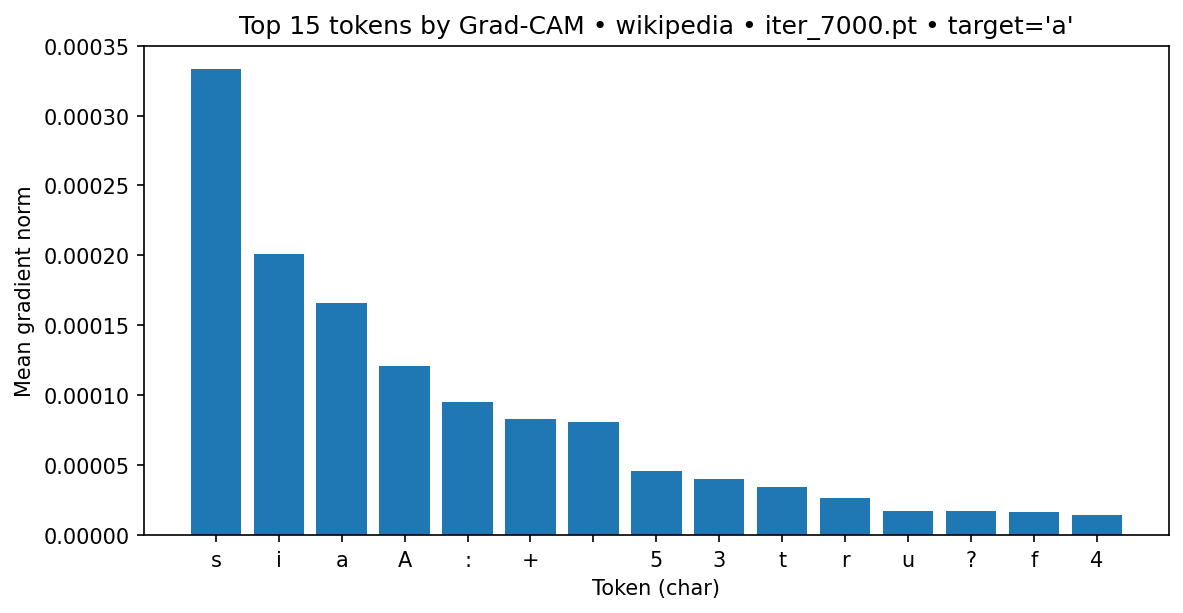 Top 15 tokens by Grad-CAM • wikipedia • iter_7000.pt • target='a'
0.00035
0.00030
0.00025
0.00020
0.00015
0.00010
0.00005
0.00000
Mean gradient norm
s i a A : + 5 3 t r u ? f 4
Token (char)